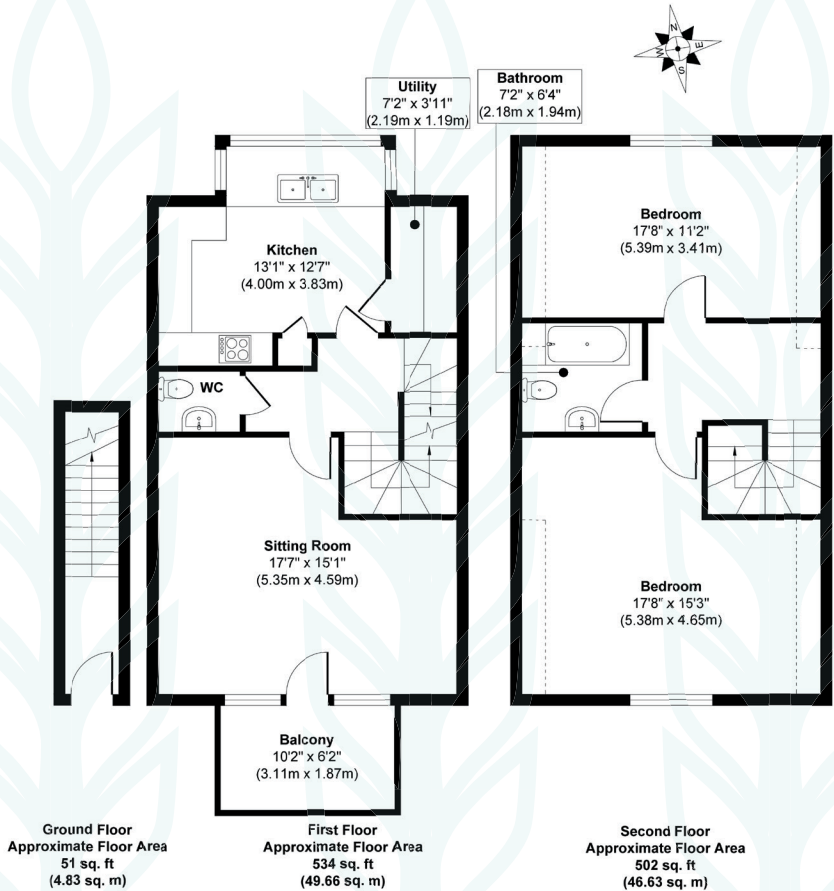 N
E
S
W
Utility
7'2" x 3'11"
(2.19m x 1.19m)
Bathroom
7'2" x 6'4"
(2.18m x 1.94m)
Kitchen
13'1" x 12'7"
(4.00m x 3.83m)
Bedroom
17'8" x 11'2"
(5.39m x 3.41m)
WC
Sitting Room
17'7" x 15'1"
(5.35m x 4.59m)
Bedroom
17'8" x 15'3"
(5.38m x 4.65m)
Balcony
10'2" x 6'2"
(3.11m x 1.87m)
Ground Floor
Approximate Floor Area
51 sq. ft
(4.83 sq. m)
First Floor
Approximate Floor Area
534 sq. ft
(49.66 sq. m)
Second Floor
Approximate Floor Area
502 sq. ft
(46.63 sq. m)